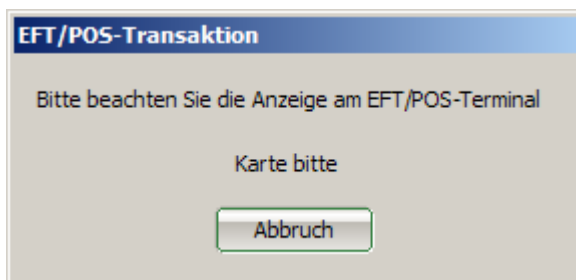 EFT/POS-Transaktion
Bitte beachten Sie die Anzeige am EFT/POS-Terminal
Karte bitte
Abbruch